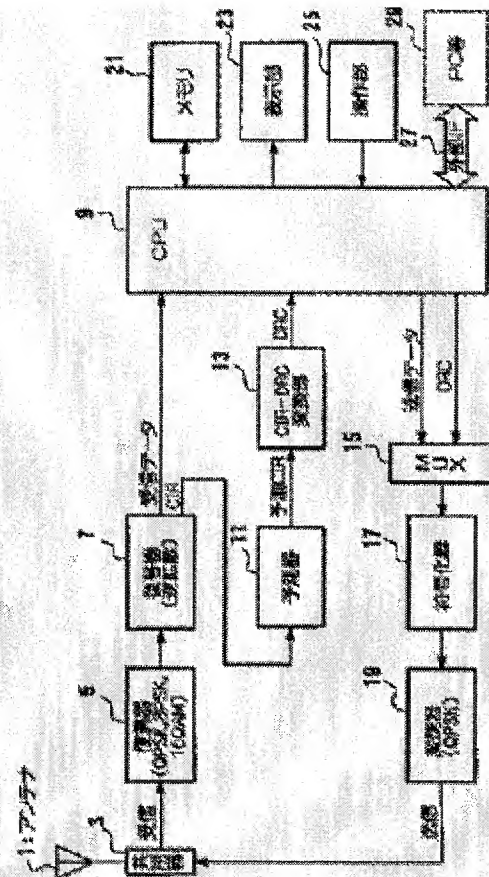 1:アンテナ
3
共用器
受信
5
復調器
(QPSK,8PSK,
16QAM)
7
復号器
(誤訂正)
受信データ
CIR
11
予測器
予測CIR
13
CIR-DRC
変換部
DRC
9
CPU
21
メモリ
23
表示部
25
操作部
27
外部I/F
29
PC等
送信データ
DRC
15
MUX
17
符号化器
19
変調器
(QPSK)
送信